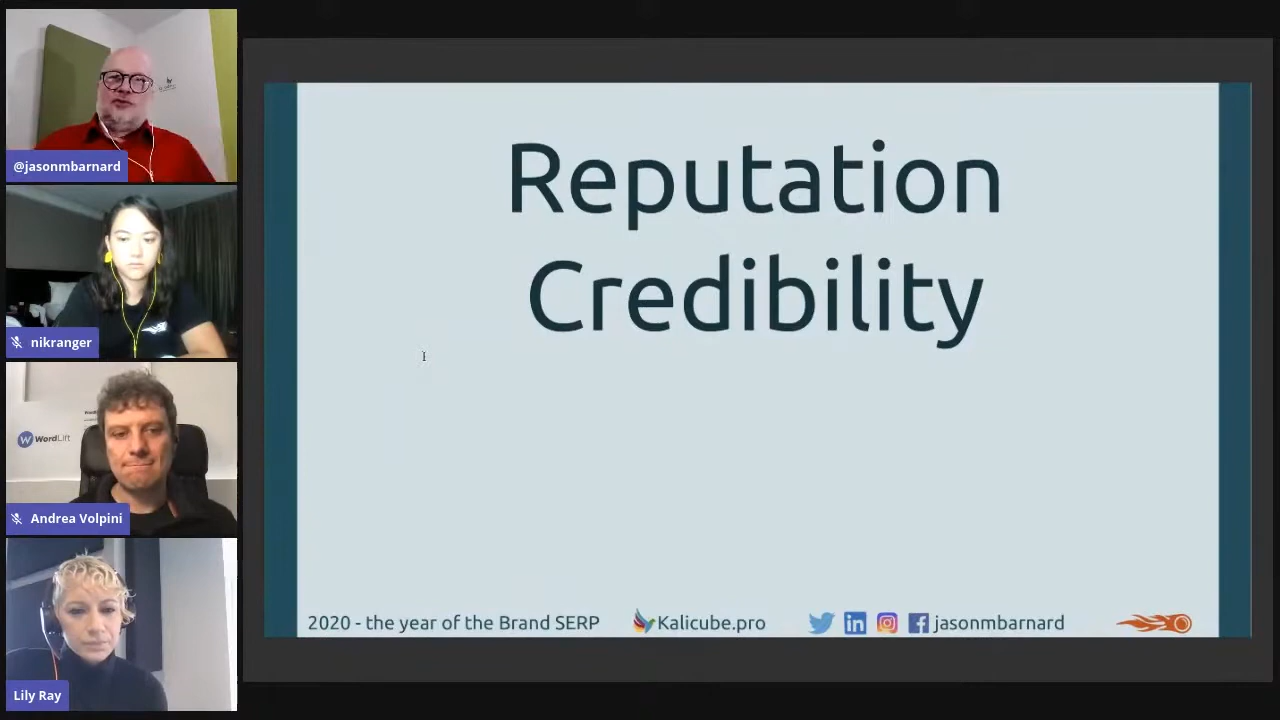 @jasonmbarnard
nikranger
WordLift
Andrea Volpini
Lily Ray
Reputation
Credibility
2020 - the year of the Brand SERP
Kalicube.pro
jasonmbarnard